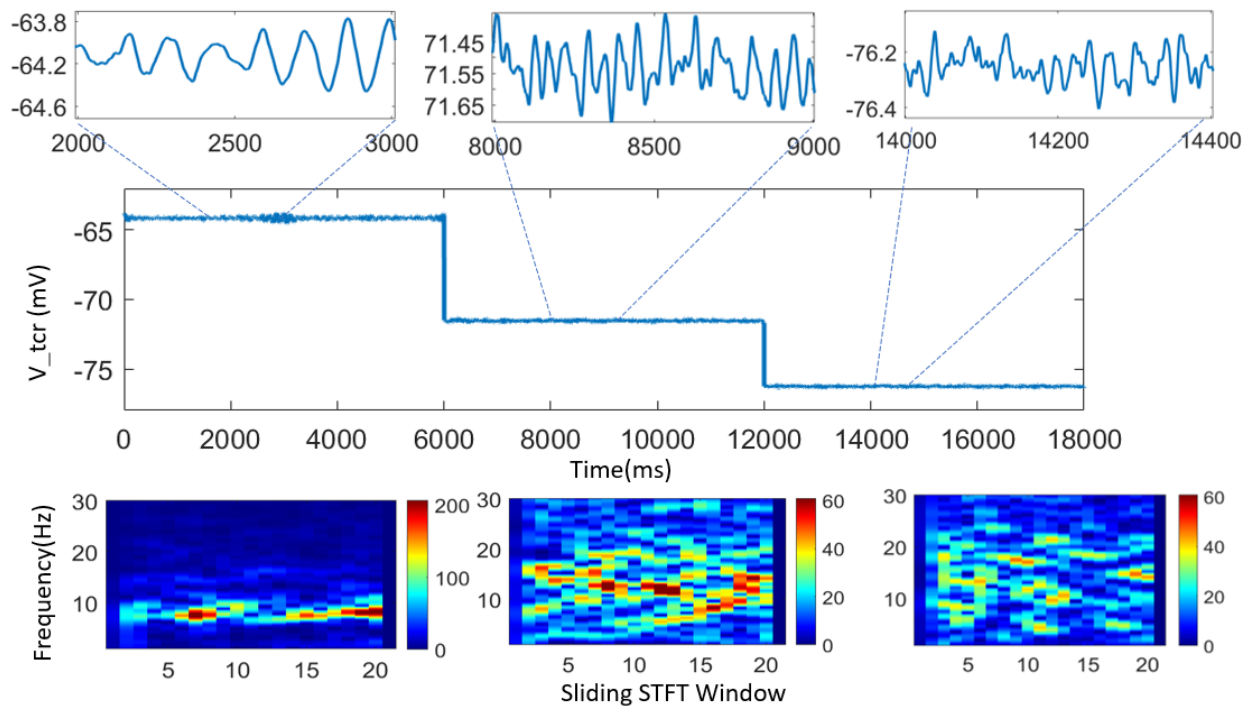 -63.8
-64.2
-64.6
2000 2500 3000
71.45
71.55
71.65
8000 8500 9000
-76.2
-76.4
14000 14200 14400
V_tcr (mV)
-65
-70
-75
0 2000 4000 6000 8000 10000 12000 14000 16000 18000
Time(ms)
Frequency(Hz)
30
20
10
5 10 15 20
200
100
0
30
20
10
5 10 15 20
60
40
20
0
30
20
10
5 10 15 20
60
40
20
0
Sliding STFT Window